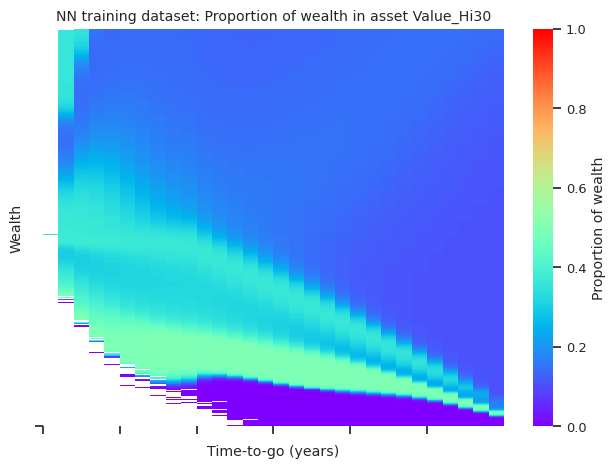 NN training dataset: Proportion of wealth in asset Value_Hi30
Wealth
Time-to-go (years)
1.0
0.8
0.6
0.4
0.2
0.0
Proportion of wealth